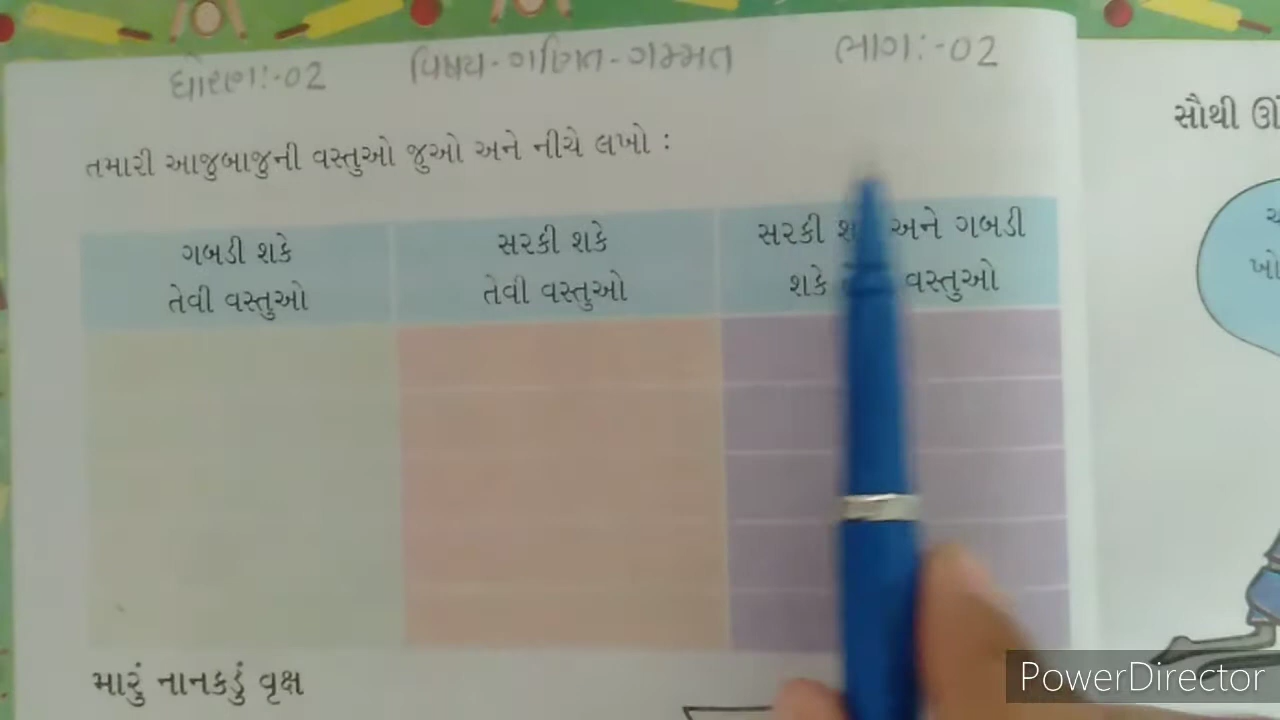 ધોરણ:-02 વિષય-ગણિત-ગમ્મત ભાગ:-02
તમારી આજુબાજુની વસ્તુઓ જુઓ અને નીચે લખો :
ગબડી શકે
તેવી વસ્તુઓ
સરકી શકે
તેવી વસ્તુઓ
સરકી અને ગબડી
શકે વસ્તુઓ
મારું નાનકડું વૃક્ષ
સૌથી
PowerDirector